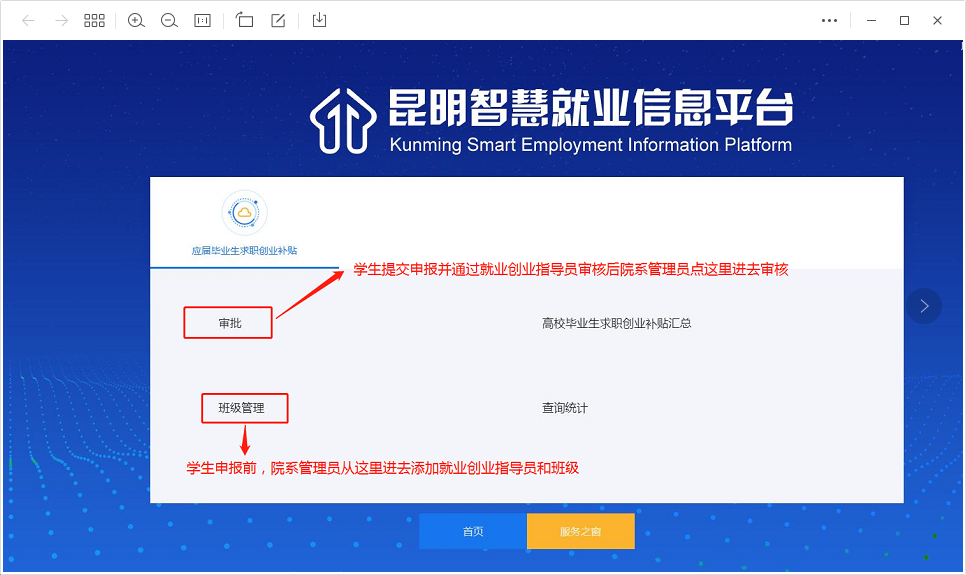 昆明智慧就业信息平台
Kunming Smart Employment Information Platform
应届毕业生求职创业补贴
学生提交申报并通过就业创业指导员审核后院系管理员点这里进去审核
审批
高校毕业生求职创业补贴汇总
班级管理
查询统计
学生申报前，院系管理员从这里进去添加就业创业指导员和班级
首页
服务之窗